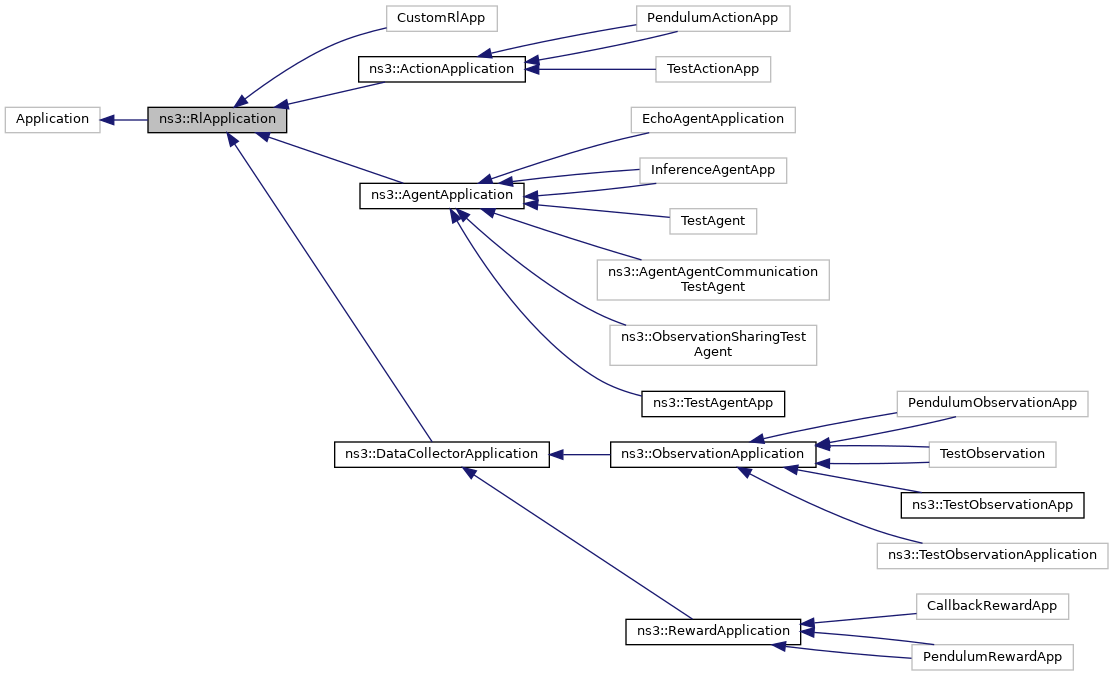 CustomRlApp
PendulumActionApp
ns3::ActionApplication
TestActionApp
Application
ns3::RlApplication
EchoAgentApplication
InferenceAgentApp
ns3::AgentApplication
TestAgent
ns3::AgentAgentCommunication
TestAgent
ns3::ObservationSharingTest
Agent
ns3::TestAgentApp
PendulumObservationApp
ns3::DataCollectorApplication
ns3::ObservationApplication
TestObservation
ns3::TestObservationApp
ns3::TestObservationApplication
CallbackRewardApp
ns3::RewardApplication
PendulumRewardApp